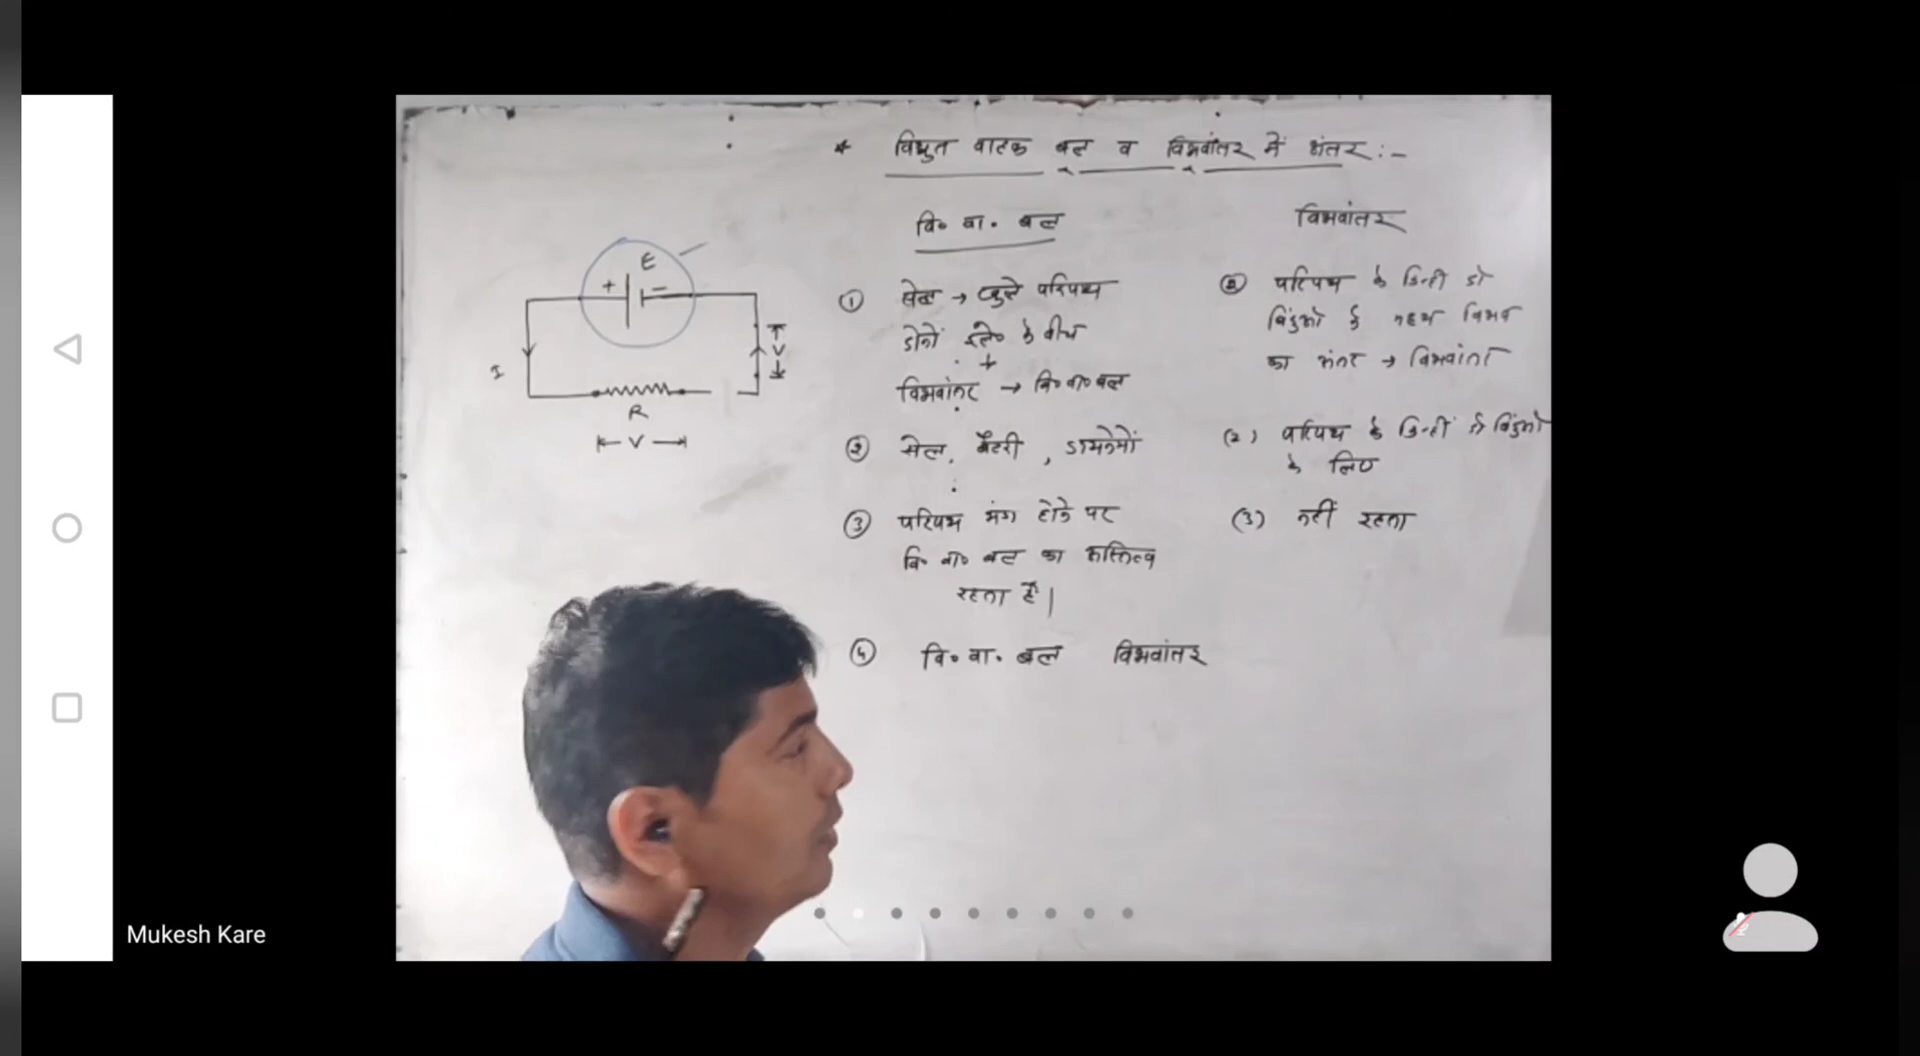 * विद्युत वाहक बल व विभवांतर में अंतर :-
वि॰ वा. बल
विभवांतर
E
+ −
I
V
R
V
① सेल → खुले परिपथ
दोनों इले॰ के बीच
विभवांतर → वि॰ वा॰ बल
परिपथ के किन्ही दो
बिंदुओ के मध्य विभव
का अंतर → विभवांतर
② सेल, बैटरी, डायनेमों
(2) परिपथ के किन्हीं दो बिंदुओ
के लिए
③ परिपथ भंग होने पर
वि॰ वा॰ बल का अस्तित्व
रहता है|
(3) नहीं रहता
④ वि॰ वा. बल विभवांतर
Mukesh Kare